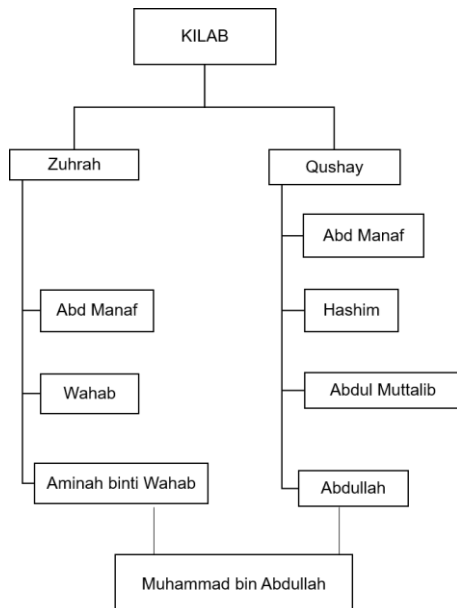 KILAB
Zuhrah
Qushay
Abd Manaf
Abd Manaf
Hashim
Wahab
Abdul Muttalib
Aminah binti Wahab
Abdullah
Muhammad bin Abdullah